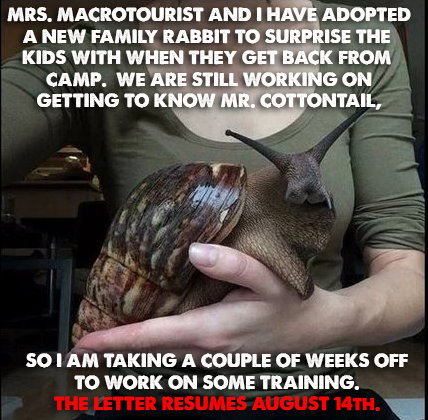 MRS. MACROTOURIST AND I HAVE ADOPTED
A NEW FAMILY RABBIT TO SURPRISE THE
KIDS WITH WHEN THEY GET BACK FROM
CAMP. WE ARE STILL WORKING ON
GETTING TO KNOW MR. COTTONTAIL,
SO I AM TAKING A COUPLE OF WEEKS OFF
TO WORK ON SOME TRAINING.
THE LETTER RESUMES AUGUST 14TH.